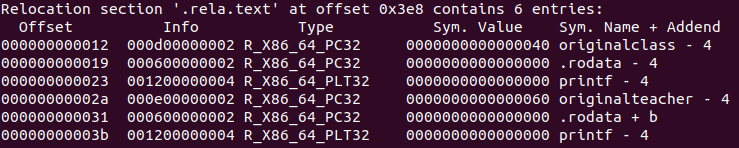 Relocation section '.rela.text' at offset 0x3e8 contains 6 entries:
  Offset          Info           Type           Sym. Value    Sym. Name + Addend
000000000012  000d00000002 R_X86_64_PC32     0000000000000040 originalclass - 4
000000000019  000600000002 R_X86_64_PC32     0000000000000000 .rodata - 4
000000000023  001200000004 R_X86_64_PLT32    0000000000000000 printf - 4
00000000002a  000e00000002 R_X86_64_PC32     0000000000000060 originalteacher - 4
000000000031  000600000002 R_X86_64_PC32     0000000000000000 .rodata + b
00000000003b  001200000004 R_X86_64_PLT32    0000000000000000 printf - 4